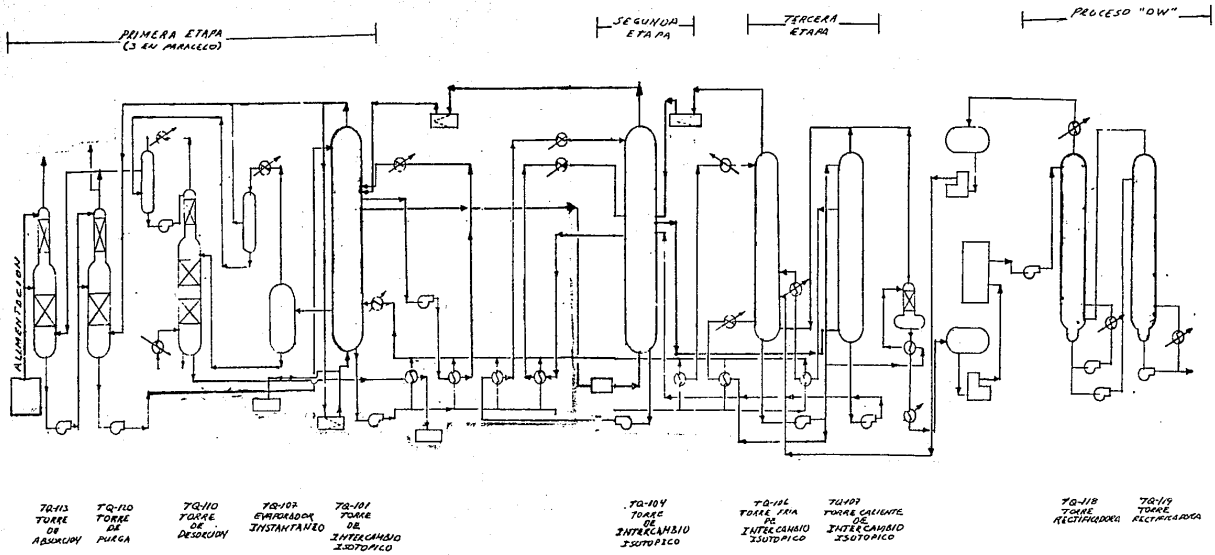 PRIMERA ETAPA
(3 EN PARALELO)
SEGUNDA
ETAPA
TERCERA
ETAPA
PROCESO "DW"
ALIMENTACION
TQ-113
TORRE
DE
ABSORCION
TQ-120
TORRE
DE
PURGA
TQ-110
TORRE
DE
DESORCION
TQ-102
EVAPORADOR
INSTANTANEO
TQ-101
TORRE
DE
INTERCAMBIO
ISOTOPICO
TQ-104
TORRE
DE
INTERCAMBIO
ISOTOPICO
TQ-106
TORRE FRIA
DE
INTERCAMBIO
ISOTOPICO
TQ-107
TORRE CALIENTE
DE
INTERCAMBIO
ISOTOPICO
TQ-118
TORRE
RECTIFICADORA
TQ-119
TORRE
RECTIFICADORA